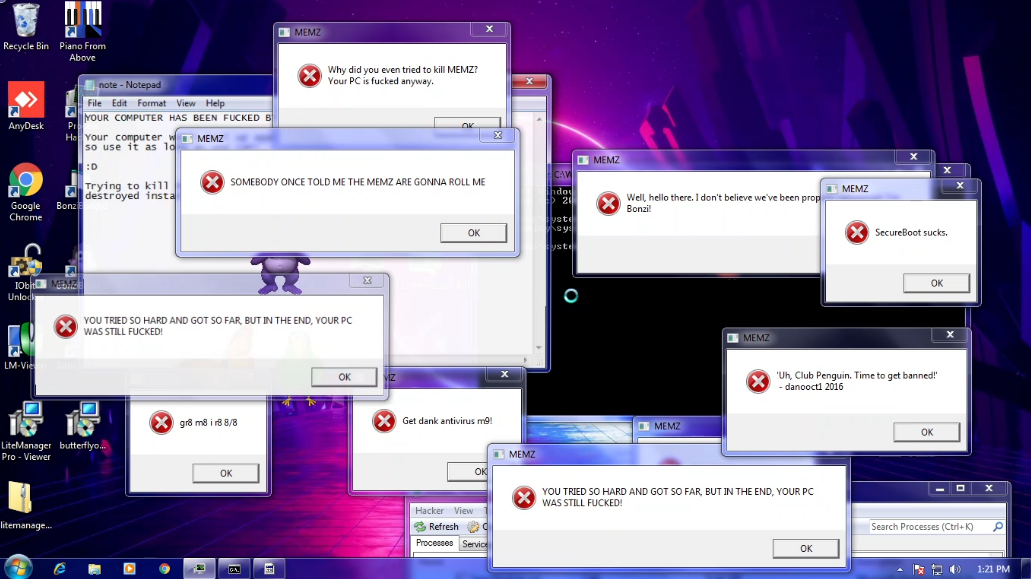 Recycle Bin
Piano From
Above
AnyDesk
Google
Chrome
IObit
Unlock
LM-View
LiteManager
Pro - Viewer
butterflyo...
litemanage...
note - Notepad
File Edit Format View Help
YOUR COMPUTER HAS BEEN FUCKED B
Your computer w
so use it as lo
:D
Trying to kill
destroyed insta
MEMZ
Why did you even tried to kill MEMZ?
Your PC is fucked anyway.
OK
MEMZ
SOMEBODY ONCE TOLD ME THE MEMZ ARE GONNA ROLL ME
OK
MEMZ
Well, hello there. I don't believe we've been prop
Bonzi!
MEMZ
SecureBoot sucks.
OK
MEMZ
YOU TRIED SO HARD AND GOT SO FAR, BUT IN THE END, YOUR PC
WAS STILL FUCKED!
OK
MEMZ
'Uh, Club Penguin. Time to get banned!'
- danooct1 2016
OK
gr8 m8 i r8 8/8
OK
MZ
Get dank antivirus m9!
OK
MEMZ
MEMZ
YOU TRIED SO HARD AND GOT SO FAR, BUT IN THE END, YOUR PC
WAS STILL FUCKED!
OK
Hacker View
Refresh
Search Processes (Ctrl+K)
Processes Service
1:21 PM